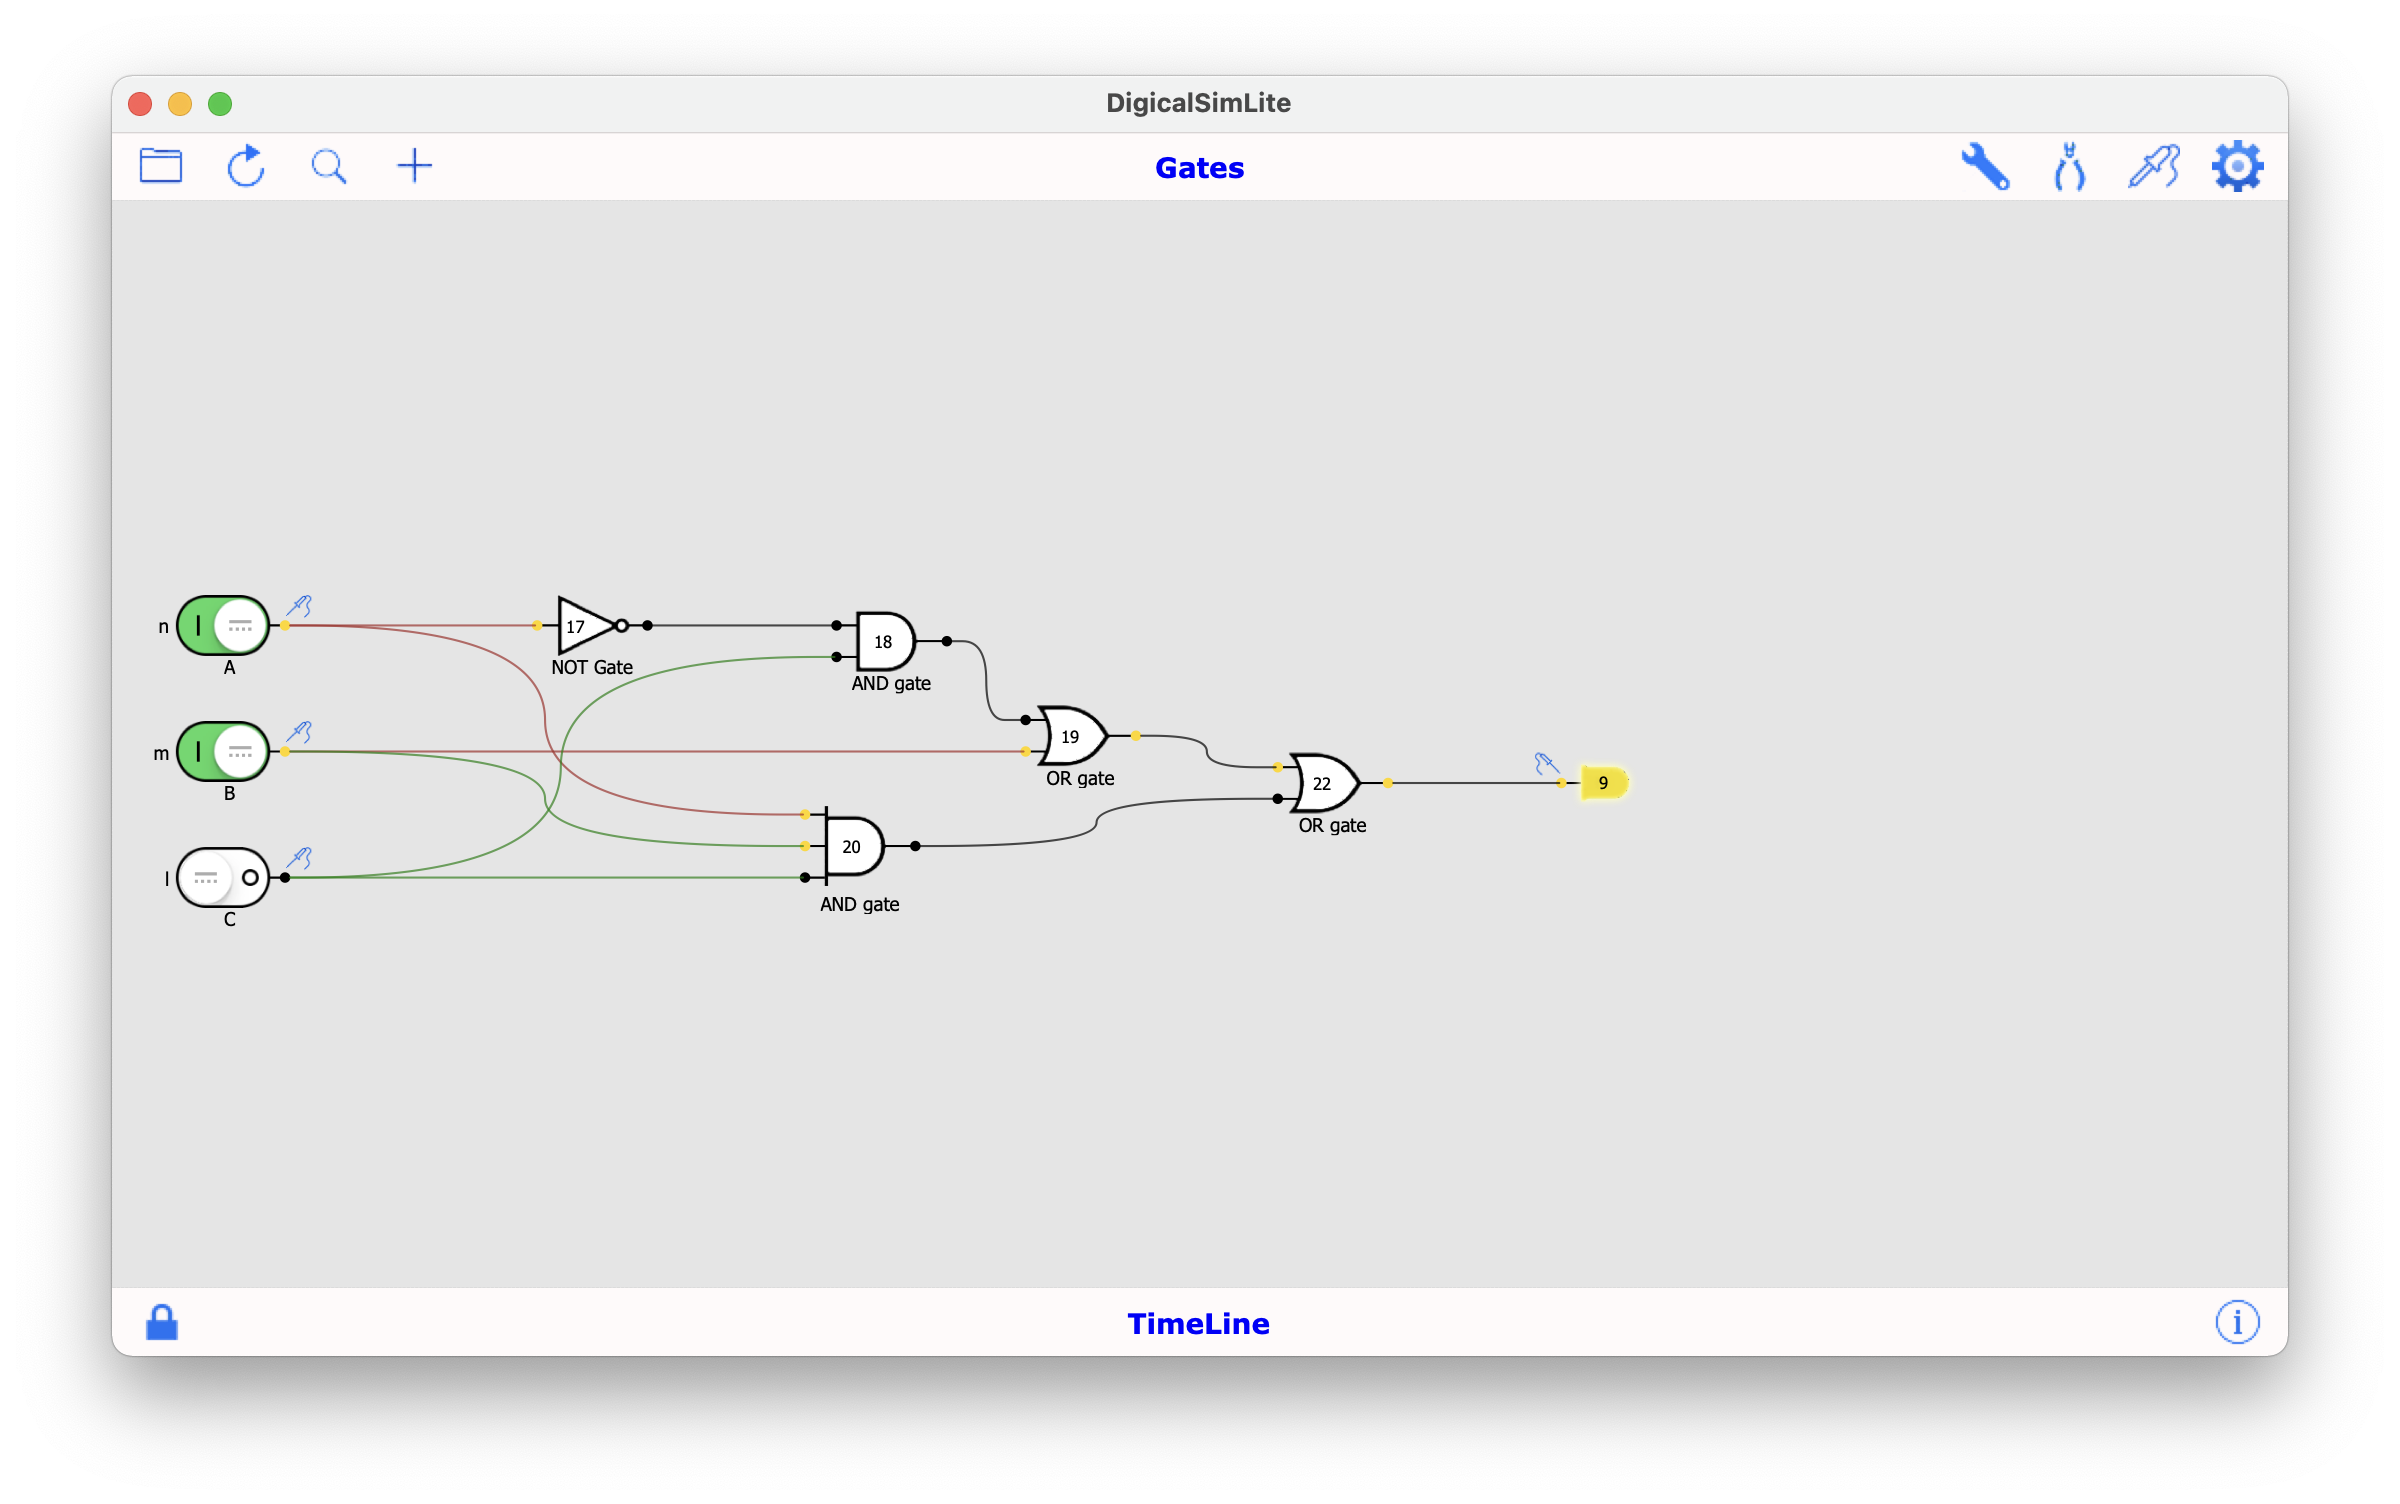 DigicalSimLite
Gates
n
A
17
NOT Gate
18
AND gate
m
B
19
OR gate
22
OR gate
9
l
C
20
AND gate
TimeLine